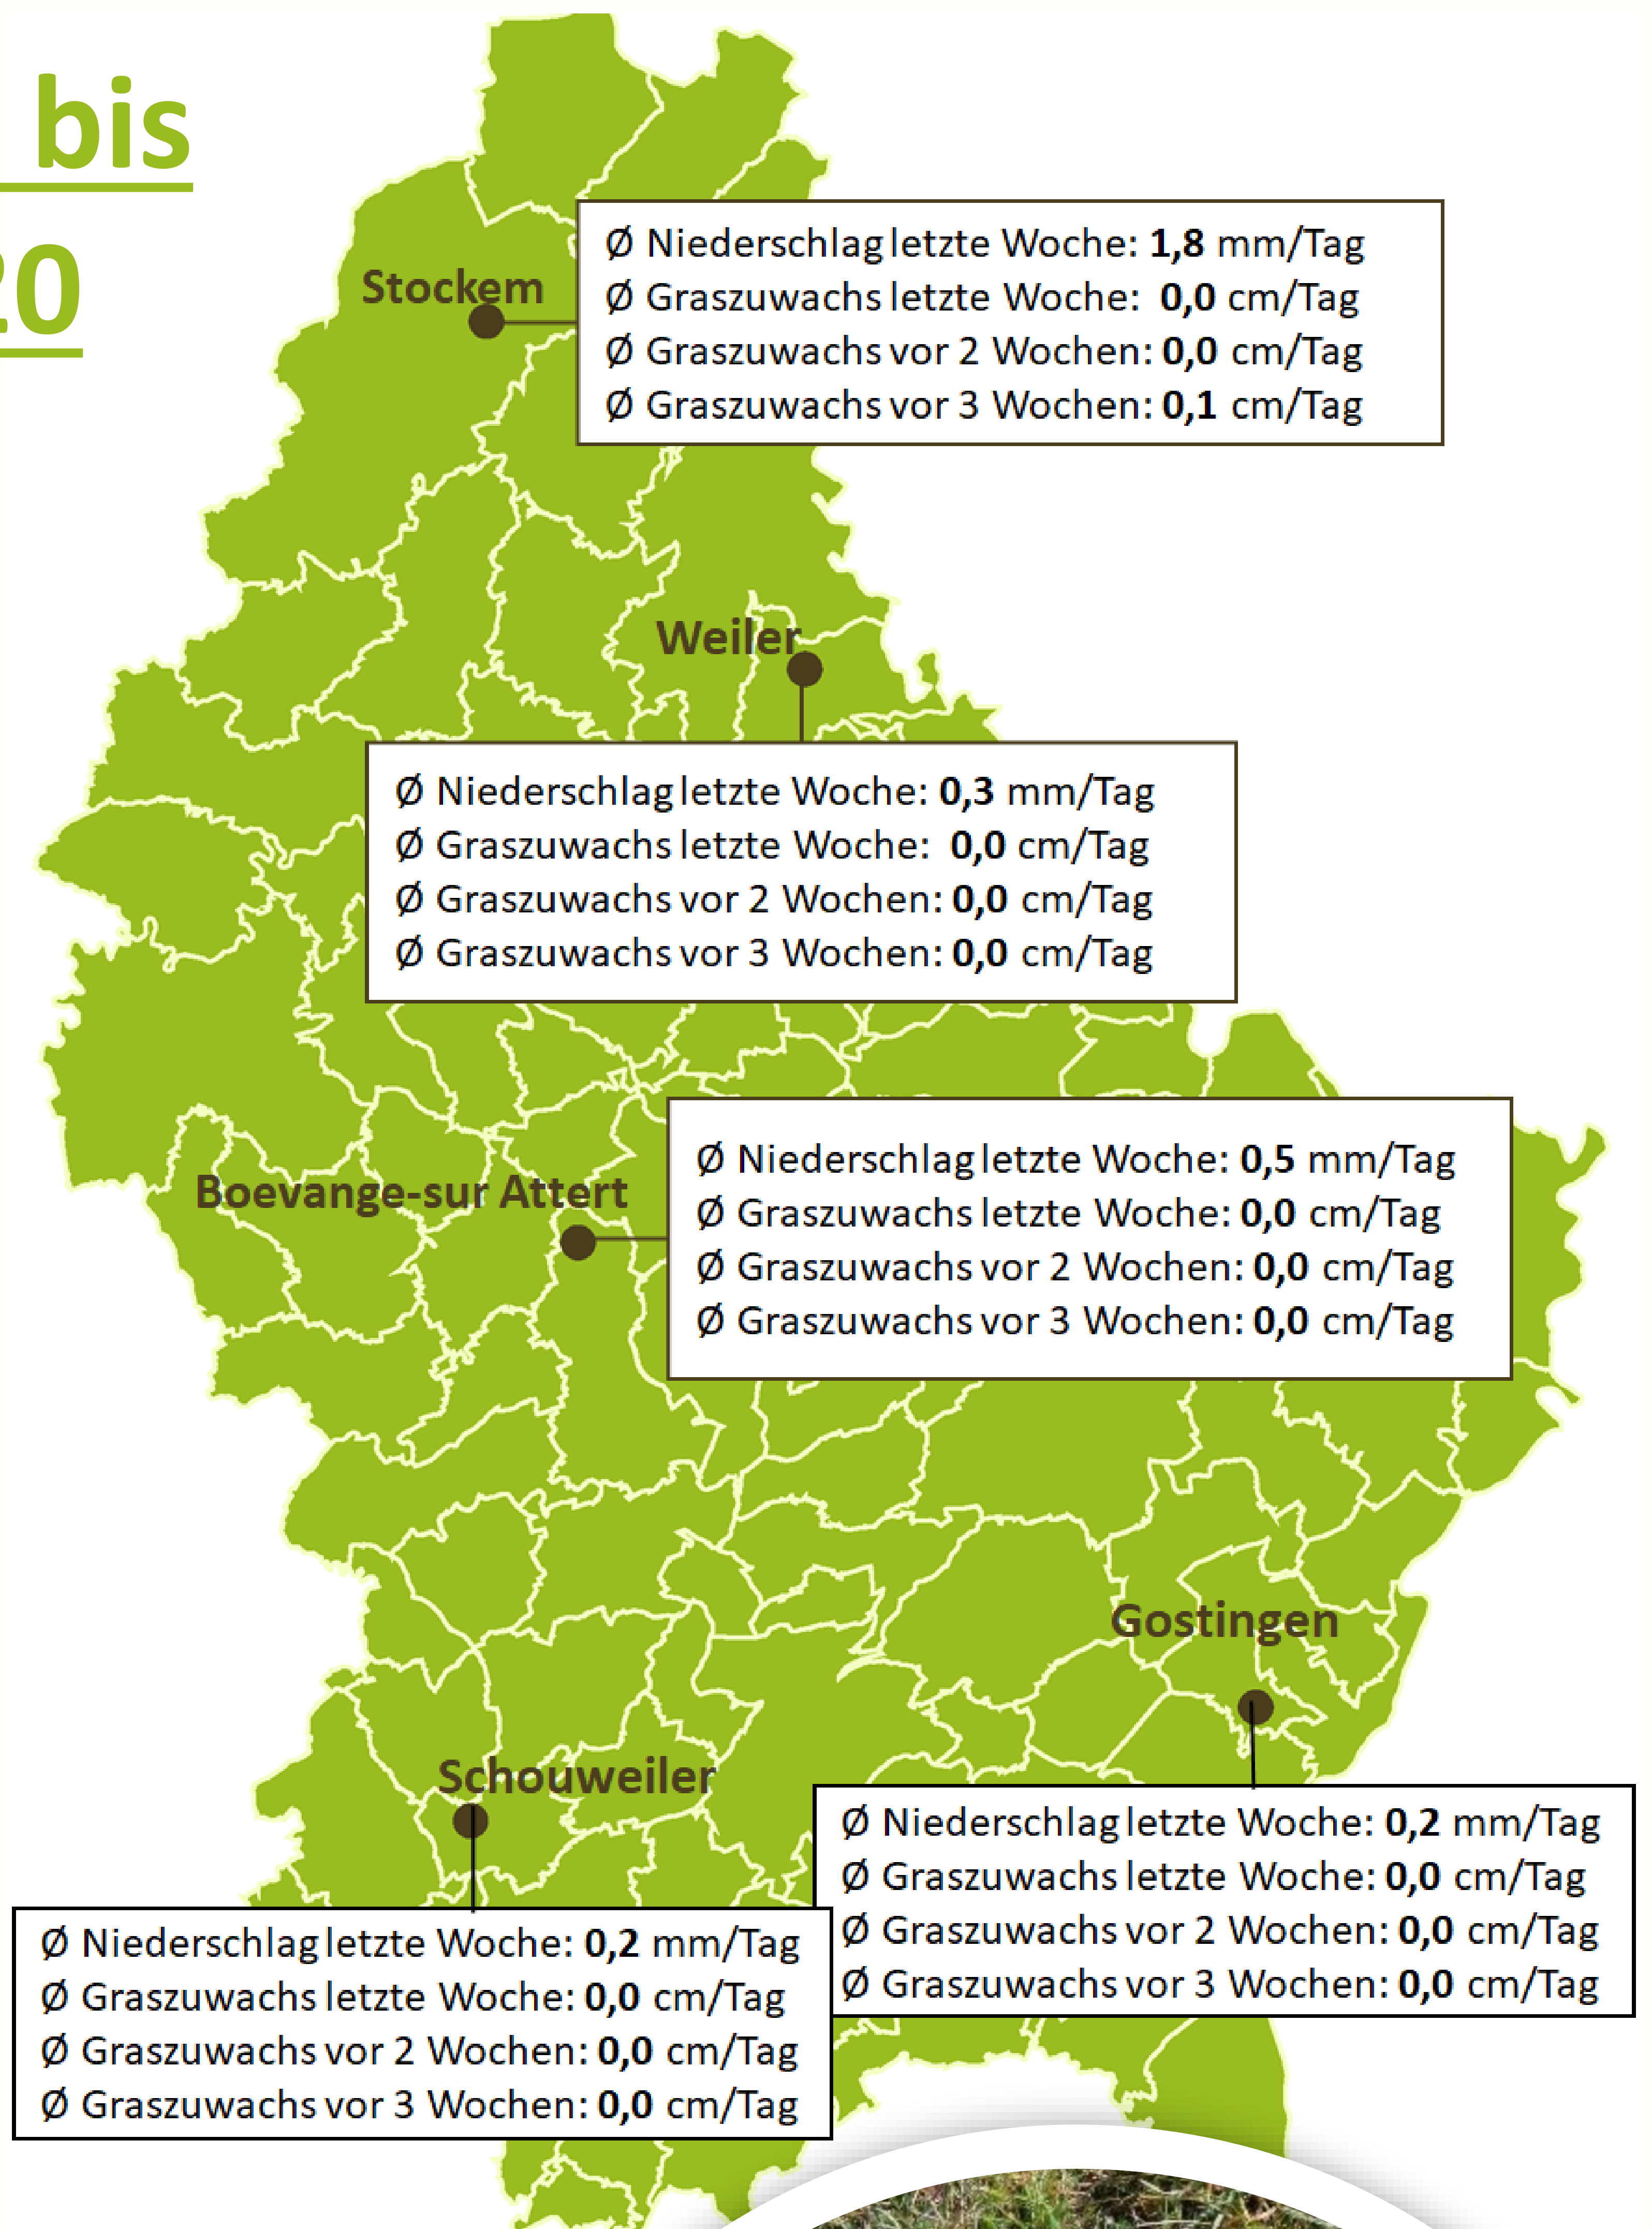 bis
20
Stockem
Ø Niederschlag letzte Woche: 1,8 mm/Tag
Ø Graszuwachs letzte Woche: 0,0 cm/Tag
Ø Graszuwachs vor 2 Wochen: 0,0 cm/Tag
Ø Graszuwachs vor 3 Wochen: 0,1 cm/Tag
Weiler
Ø Niederschlag letzte Woche: 0,3 mm/Tag
Ø Graszuwachs letzte Woche: 0,0 cm/Tag
Ø Graszuwachs vor 2 Wochen: 0,0 cm/Tag
Ø Graszuwachs vor 3 Wochen: 0,0 cm/Tag
Boevange-sur Attert
Ø Niederschlag letzte Woche: 0,5 mm/Tag
Ø Graszuwachs letzte Woche: 0,0 cm/Tag
Ø Graszuwachs vor 2 Wochen: 0,0 cm/Tag
Ø Graszuwachs vor 3 Wochen: 0,0 cm/Tag
Gostingen
Ø Niederschlag letzte Woche: 0,2 mm/Tag
Ø Graszuwachs letzte Woche: 0,0 cm/Tag
Ø Graszuwachs vor 2 Wochen: 0,0 cm/Tag
Ø Graszuwachs vor 3 Wochen: 0,0 cm/Tag
Schouweiler
Ø Niederschlag letzte Woche: 0,2 mm/Tag
Ø Graszuwachs letzte Woche: 0,0 cm/Tag
Ø Graszuwachs vor 2 Wochen: 0,0 cm/Tag
Ø Graszuwachs vor 3 Wochen: 0,0 cm/Tag